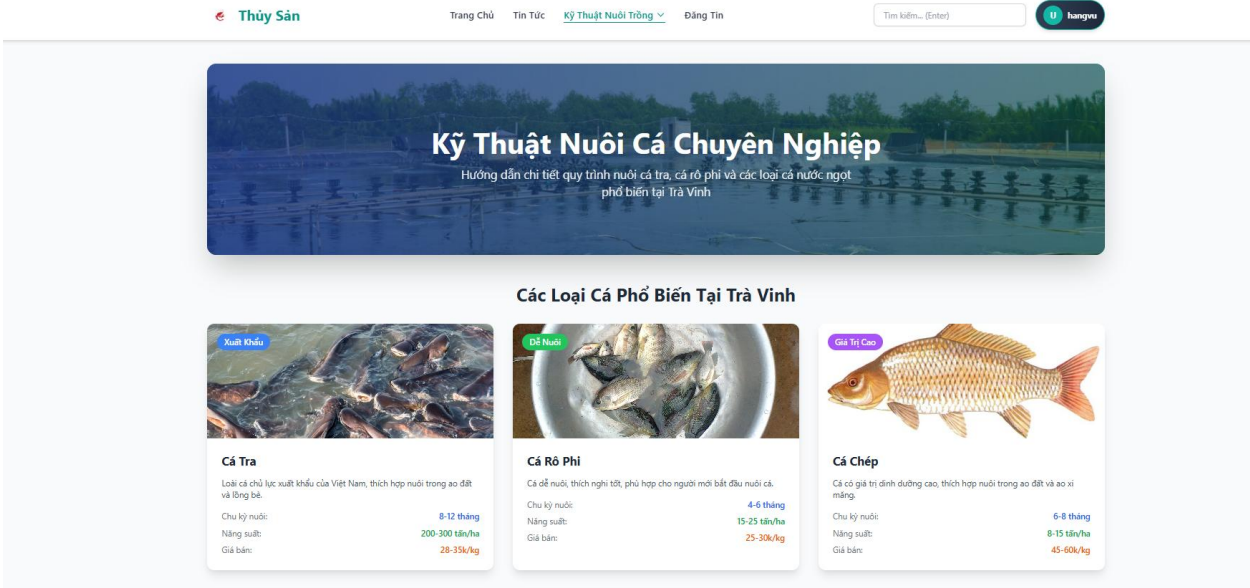 Thủy Sản
Trang Chủ
Tin Tức
Kỹ Thuật Nuôi Trồng
Đăng Tin
Tìm kiếm... (Enter)
U
hangvu
Kỹ Thuật Nuôi Cá Chuyên Nghiệp
Hướng dẫn chi tiết quy trình nuôi cá tra, cá rô phi và các loại cá nước ngọt
phổ biến tại Trà Vinh
Các Loại Cá Phổ Biến Tại Trà Vinh
Xuất Khẩu
Cá Tra
Loài cá chủ lực xuất khẩu của Việt Nam, thích hợp nuôi trong ao đất
và lồng bè.
Chu kỳ nuôi: 8-12 tháng
Năng suất: 200-300 tấn/ha
Giá bán: 28-35k/kg
Dễ Nuôi
Cá Rô Phi
Cá dễ nuôi, thích nghi tốt, phù hợp cho người mới bắt đầu nuôi cá.
Chu kỳ nuôi: 4-6 tháng
Năng suất: 15-25 tấn/ha
Giá bán: 25-30k/kg
Giá Trị Cao
Cá Chép
Cá có giá trị dinh dưỡng cao, thích hợp nuôi trong ao đất và ao xi
măng.
Chu kỳ nuôi: 6-8 tháng
Năng suất: 8-15 tấn/ha
Giá bán: 45-60k/kg